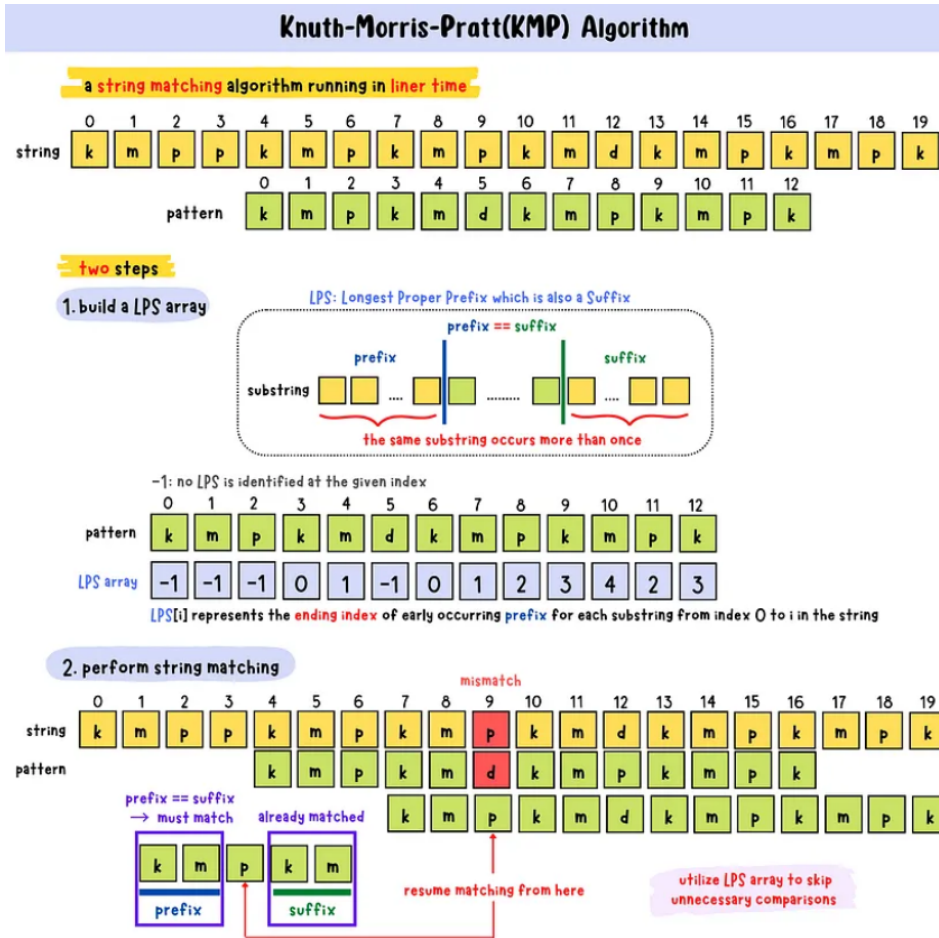 Knuth-Morris-Pratt(KMP) Algorithm
a string matching algorithm running in liner time
0 1 2 3 4 5 6 7 8 9 10 11 12 13 14 15 16 17 18 19
string k m p p k m p k m p k m d k m p k m p k
0 1 2 3 4 5 6 7 8 9 10 11 12
pattern k m p k m d k m p k m p k
two steps
1. build a LPS array
LPS: Longest Proper Prefix which is also a Suffix
prefix == suffix
prefix suffix
substring .... ......... ....
the same substring occurs more than once
-1: no LPS is identified at the given index
0 1 2 3 4 5 6 7 8 9 10 11 12
pattern k m p k m d k m p k m p k
LPS array -1 -1 -1 0 1 -1 0 1 2 3 4 2 3
LPS[i] represents the ending index of early occurring prefix for each substring from index 0 to i in the string
2. perform string matching
mismatch
0 1 2 3 4 5 6 7 8 9 10 11 12 13 14 15 16 17 18 19
string k m p p k m p k m p k m d k m p k m p k
pattern k m p k m d k m p k m p k
k m p k m d k m p k m p k
prefix == suffix
→ must match already matched
k m p k m
prefix suffix
resume matching from here
utilize LPS array to skip
unnecessary comparisons